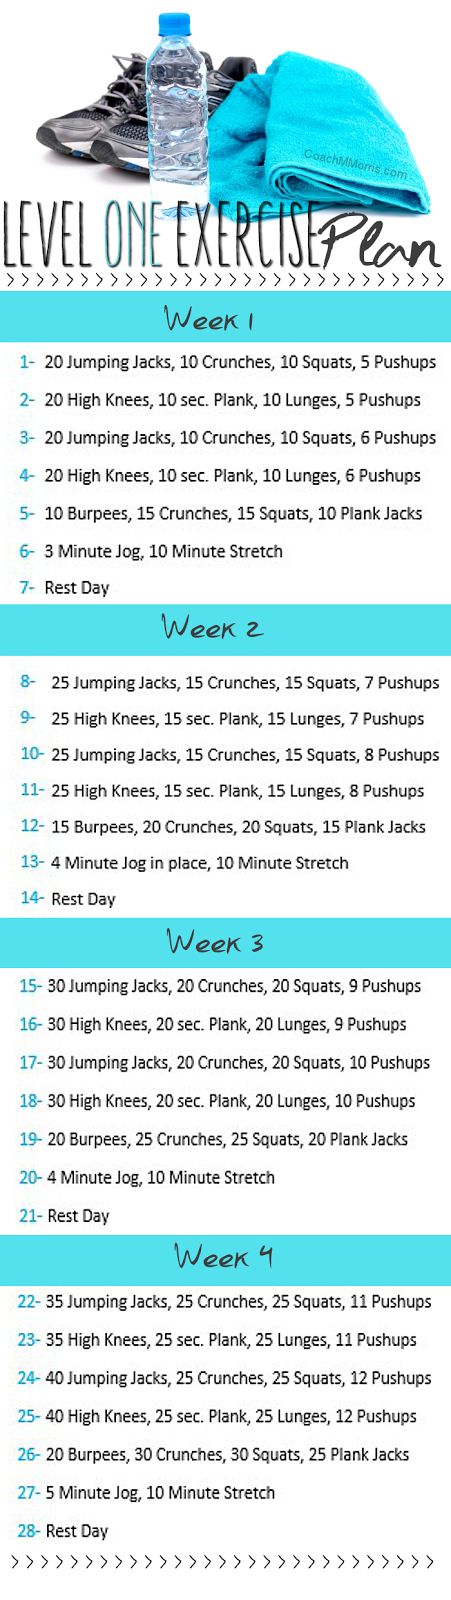 CoachMMorris.com
LEVEL ONE EXERCISE Plan
Week 1
1- 20 Jumping Jacks, 10 Crunches, 10 Squats, 5 Pushups
2- 20 High Knees, 10 sec. Plank, 10 Lunges, 5 Pushups
3- 20 Jumping Jacks, 10 Crunches, 10 Squats, 6 Pushups
4- 20 High Knees, 10 sec. Plank, 10 Lunges, 6 Pushups
5- 10 Burpees, 15 Crunches, 15 Squats, 10 Plank Jacks
6- 3 Minute Jog, 10 Minute Stretch
7- Rest Day
Week 2
8- 25 Jumping Jacks, 15 Crunches, 15 Squats, 7 Pushups
9- 25 High Knees, 15 sec. Plank, 15 Lunges, 7 Pushups
10- 25 Jumping Jacks, 15 Crunches, 15 Squats, 8 Pushups
11- 25 High Knees, 15 sec. Plank, 15 Lunges, 8 Pushups
12- 15 Burpees, 20 Crunches, 20 Squats, 15 Plank Jacks
13- 4 Minute Jog in place, 10 Minute Stretch
14- Rest Day
Week 3
15- 30 Jumping Jacks, 20 Crunches, 20 Squats, 9 Pushups
16- 30 High Knees, 20 sec. Plank, 20 Lunges, 9 Pushups
17- 30 Jumping Jacks, 20 Crunches, 20 Squats, 10 Pushups
18- 30 High Knees, 20 sec. Plank, 20 Lunges, 10 Pushups
19- 20 Burpees, 25 Crunches, 25 Squats, 20 Plank Jacks
20- 4 Minute Jog, 10 Minute Stretch
21- Rest Day
Week 4
22- 35 Jumping Jacks, 25 Crunches, 25 Squats, 11 Pushups
23- 35 High Knees, 25 sec. Plank, 25 Lunges, 11 Pushups
24- 40 Jumping Jacks, 25 Crunches, 25 Squats, 12 Pushups
25- 40 High Knees, 25 sec. Plank, 25 Lunges, 12 Pushups
26- 20 Burpees, 30 Crunches, 30 Squats, 25 Plank Jacks
27- 5 Minute Jog, 10 Minute Stretch
28- Rest Day